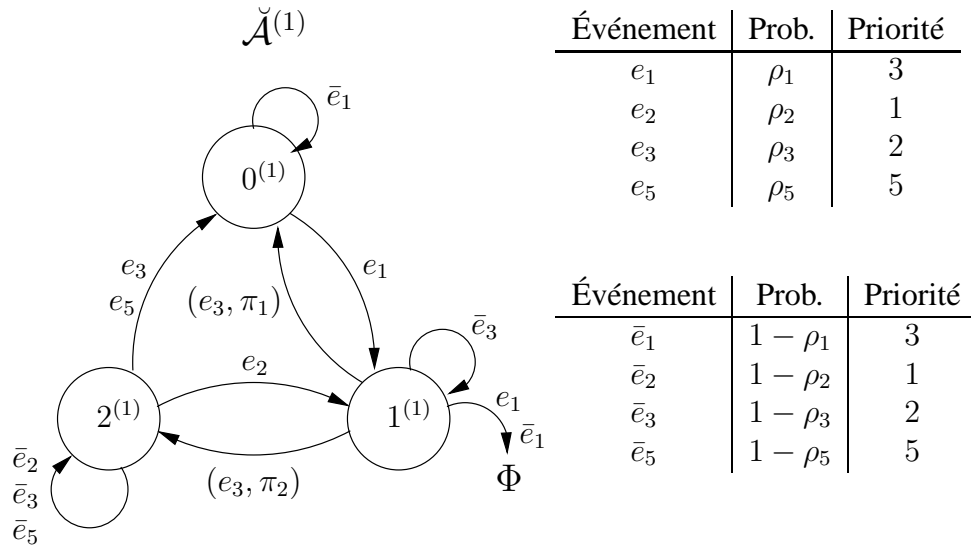 𝒜̆⁽¹⁾
ē₁
0⁽¹⁾
e₃
e₅
(e₃, π₁)
e₁
ē₃
e₂
2⁽¹⁾
1⁽¹⁾
e₁
ē₁
Φ
(e₃, π₂)
ē₂
ē₃
ē₅
Événement Prob. Priorité
e₁ ρ₁ 3
e₂ ρ₂ 1
e₃ ρ₃ 2
e₅ ρ₅ 5
Événement Prob. Priorité
ē₁ 1 − ρ₁ 3
ē₂ 1 − ρ₂ 1
ē₃ 1 − ρ₃ 2
ē₅ 1 − ρ₅ 5